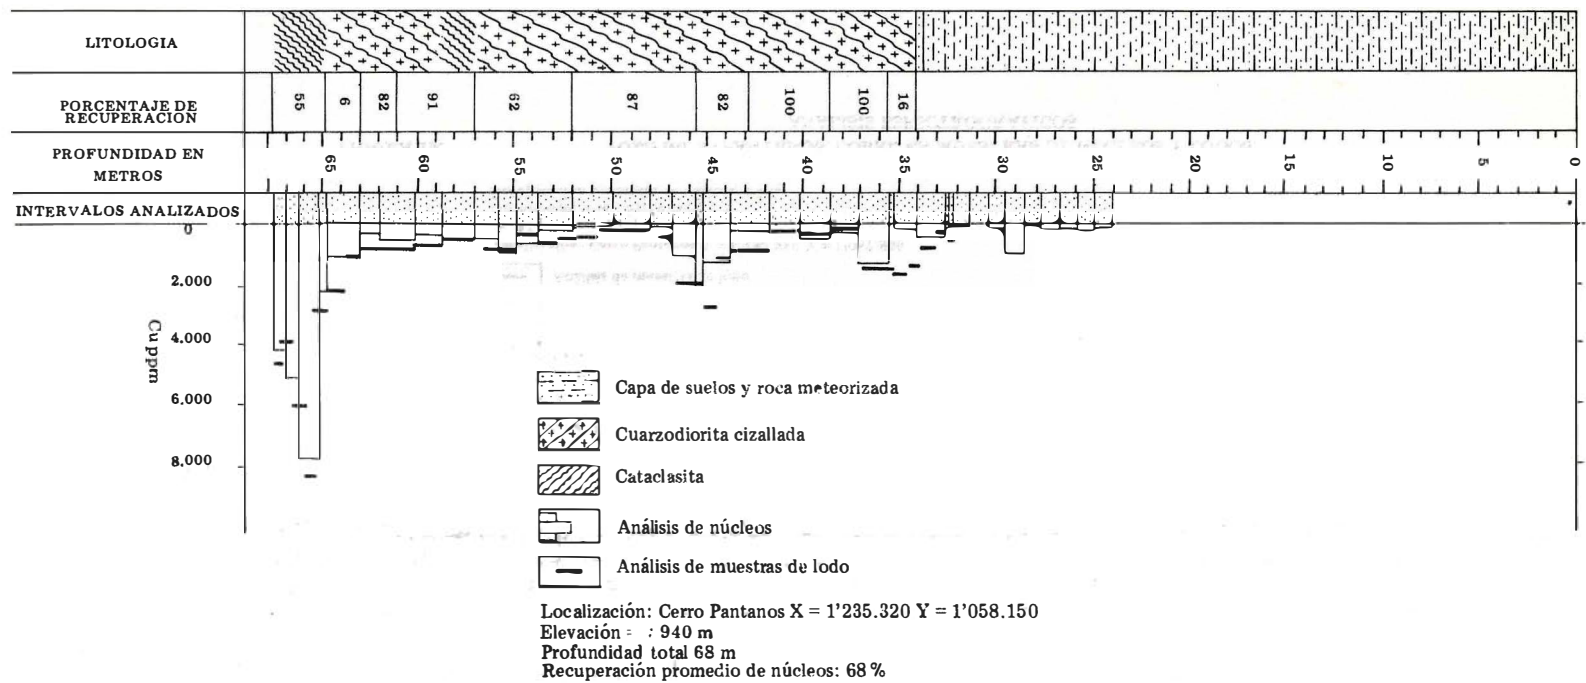 LITOLOGIA
PORCENTAJE DE
RECUPERACION
55 6 82 91 62 87 82 100 100 16
PROFUNDIDAD EN
METROS
65 60 55 50 45 40 35 30 25 20 15 10 5 0
INTERVALOS ANALIZADOS
0
2.000
4.000
6,000
8,000
Cu ppm
Capa de suelos y roca meteorizada
Cuarzodiorita cizallada
Cataclasita
Análisis de núcleos
Análisis de muestras de lodo
Localización: Cerro Pantanos X = 1'235.320 Y = 1'058.150
Elevación = : 940 m
Profundidad total 68 m
Recuperación promedio de núcleos: 68%